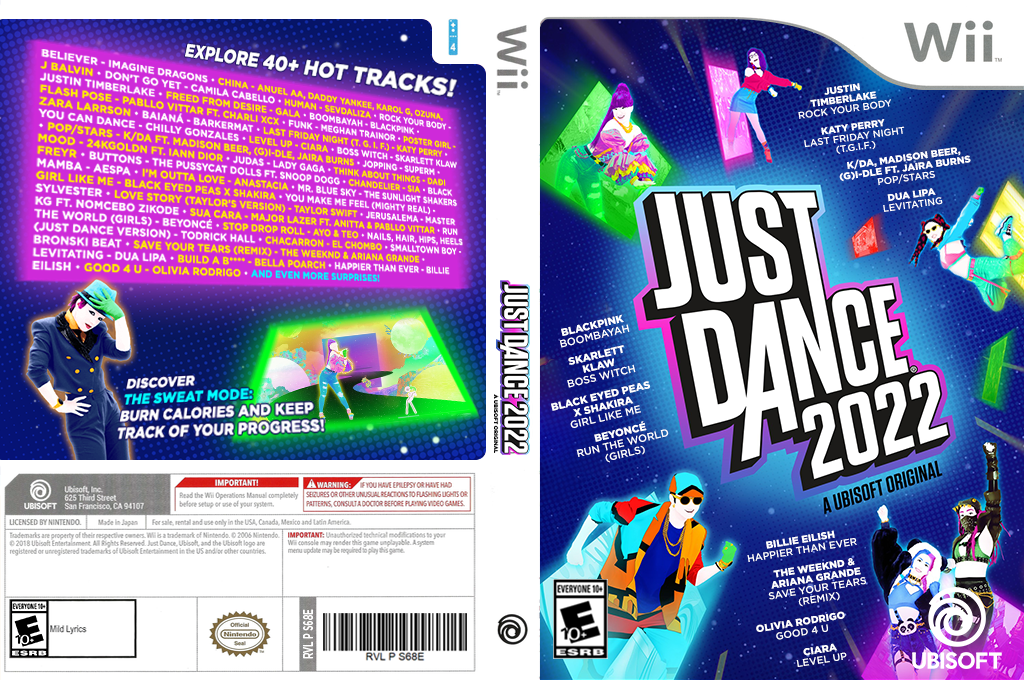 EXPLORE 40+ HOT TRACKS!
BELIEVER - IMAGINE DRAGONS • CHINA - ANUEL AA, DADDY YANKEE, KAROL G, OZUNA,
J BALVIN • DON'T GO YET - CAMILA CABELLO • HUMAN - SEVDALIZA • ROCK YOUR BODY -
JUSTIN TIMBERLAKE • FREED FROM DESIRE - GALA • BOOMBAYAH - BLACKPINK •
FLASH POSE - PABLLO VITTAR FT. CHARLI XCX • FUNK - MEGHAN TRAINOR • POSTER GIRL -
ZARA LARRSON • BAIANÁ - BARKERMAT • LAST FRIDAY NIGHT (T. G. I. F.) - KATY PERRY •
YOU CAN DANCE - CHILLY GONZALES • LEVEL UP - CIARA • BOSS WITCH - SKARLETT KLAW
• POP/STARS - K/DA FT. MADISON BEER, (G)I-DLE, JAIRA BURNS • JOPPING - SUPERM •
MOOD - 24KGOLDN FT. IANN DIOR • JUDAS - LADY GAGA • THINK ABOUT THINGS - DADI
FREYR • BUTTONS - THE PUSSYCAT DOLLS FT. SNOOP DOGG • CHANDELIER - SIA • BLACK
MAMBA - AESPA • I'M OUTTA LOVE - ANASTACIA • MR. BLUE SKY - THE SUNLIGHT SHAKERS
GIRL LIKE ME - BLACK EYED PEAS X SHAKIRA • YOU MAKE ME FEEL (MIGHTY REAL) -
SYLVESTER • LOVE STORY (TAYLOR'S VERSION) - TAYLOR SWIFT • JERUSALEMA - MASTER
KG FT. NOMCEBO ZIKODE • SUA CARA - MAJOR LAZER FT. ANITTA & PABLLO VITTAR • RUN
THE WORLD (GIRLS) - BEYONCÉ • STOP DROP ROLL - AYO & TEO • NAILS, HAIR, HIPS, HEELS
(JUST DANCE VERSION) - TODRICK HALL • CHACARRON - EL CHOMBO • SMALLTOWN BOY -
BRONSKI BEAT • SAVE YOUR TEARS (REMIX) - THE WEEKND & ARIANA GRANDE •
LEVITATING - DUA LIPA • BUILD A B**** - BELLA POARCH • HAPPIER THAN EVER - BILLIE
EILISH • GOOD 4 U - OLIVIA RODRIGO • AND EVEN MORE SURPRISES!
DISCOVER
THE SWEAT MODE:
BURN CALORIES AND KEEP
TRACK OF YOUR PROGRESS!
4
UBISOFT
Ubisoft, Inc.
625 Third Street
San Francisco, CA 94107
IMPORTANT!
Read the Wii Operations Manual completely
before setup or use of your system.
WARNING: IF YOU HAVE EPILEPSY OR HAVE HAD
SEIZURES OR OTHER UNUSUAL REACTIONS TO FLASHING LIGHTS OR
PATTERNS, CONSULT A DOCTOR BEFORE PLAYING VIDEO GAMES.
LICENSED BY NINTENDO.
Made in Japan
For sale, rental and use only in the USA, Canada, Mexico and Latin America.
Trademarks are property of their respective owners. Wii is a trademark of Nintendo. © 2006 Nintendo.
© 2018 Ubisoft Entertainment. All Rights Reserved. Just Dance, Ubisoft, and the Ubisoft logo are
registered or unregistered trademarks of Ubisoft Entertainment in the US and/or other countries.
IMPORTANT: Unauthorized technical modifications to your
Wii console may render this game unplayable. A system
menu update may be required to play this game.
EVERYONE 10+
E
10+
ESRB
Mild Lyrics
Official
Nintendo
Seal
RVL P S68E
RVL P S68E
Wii
JUST DANCE 2022
A UBISOFT ORIGINAL
Wii™
JUSTIN
TIMBERLAKE
ROCK YOUR BODY
KATY PERRY
LAST FRIDAY NIGHT
(T.G.I.F.)
K/DA, MADISON BEER,
(G)I-DLE FT. JAIRA BURNS
POP/STARS
DUA LIPA
LEVITATING
JUST
DANCE®
2022
A UBISOFT ORIGINAL
BLACKPINK
BOOMBAYAH
SKARLETT
KLAW
BOSS WITCH
BLACK EYED PEAS
X SHAKIRA
GIRL LIKE ME
BEYONCÉ
RUN THE WORLD
(GIRLS)
BILLIE EILISH
HAPPIER THAN EVER
THE WEEKND &
ARIANA GRANDE
SAVE YOUR TEARS
(REMIX)
OLIVIA RODRIGO
GOOD 4 U
CIARA
LEVEL UP
EVERYONE 10+
E
10+
ESRB
UBISOFT